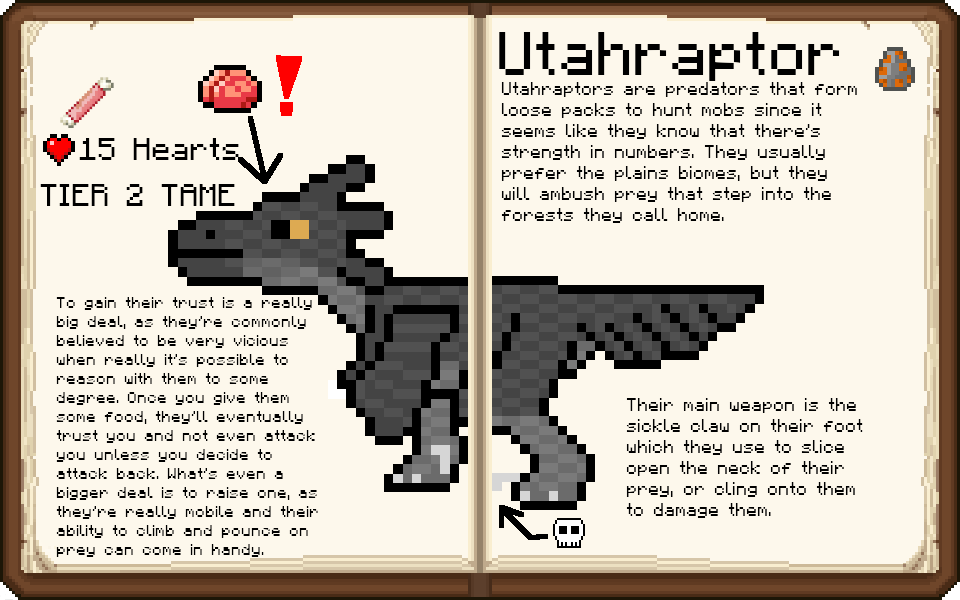 15 Hearts
TIER 2 TAME
To gain their trust is a really
big deal, as they're commonly
believed to be very vicious
when really it's possible to
reason with them to some
degree. Once you give them
some food, they'll eventually
trust you and not even attack
you unless you decide to
attack back. What's even a
bigger deal is to raise one, as
they're really mobile and their
ability to climb and pounce on
prey can come in handy.
Utahraptor
Utahraptors are predators that form
loose packs to hunt mobs since it
seems like they know that there's
strength in numbers. They usually
prefer the plains biomes, but they
will ambush prey that step into the
forests they call home.
Their main weapon is the
sickle claw on their foot
which they use to slice
open the neck of their
prey, or cling onto them
to damage them.